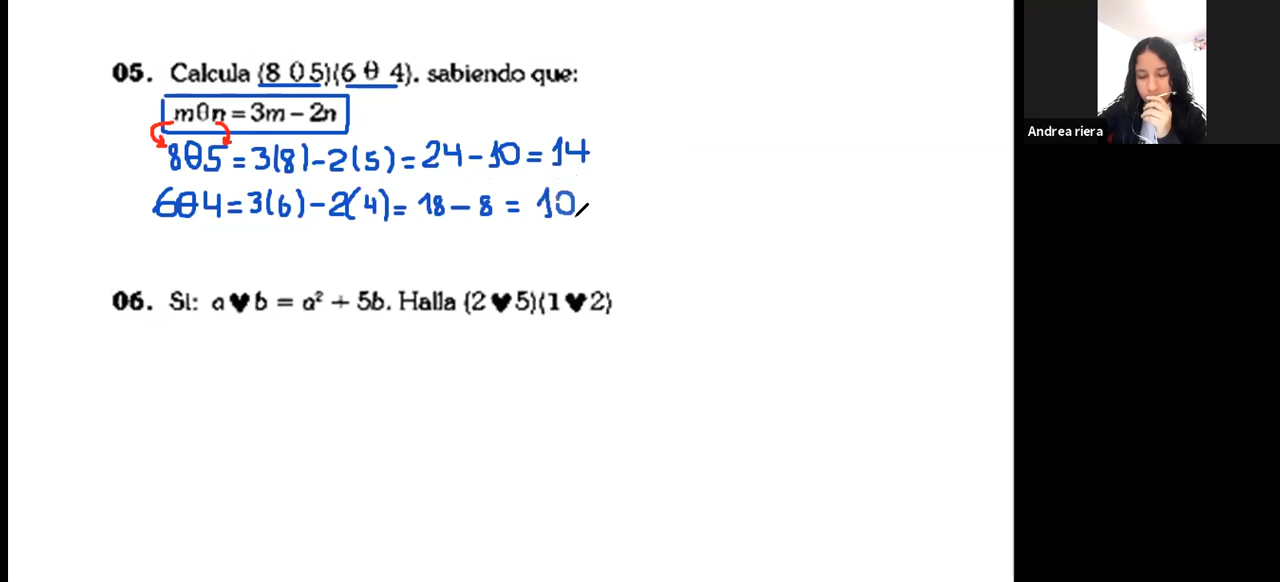 05. Calcula (8 θ 5)(6 θ 4). sabiendo que:
mθn = 3m - 2n
8θ5 = 3(8) - 2(5) = 24 - 10 = 14
6θ4 = 3(6) - 2(4) = 18 - 8 = 10
06. Si: a♥b = a² + 5b. Halla (2♥5)(1♥2)
Andrea riera